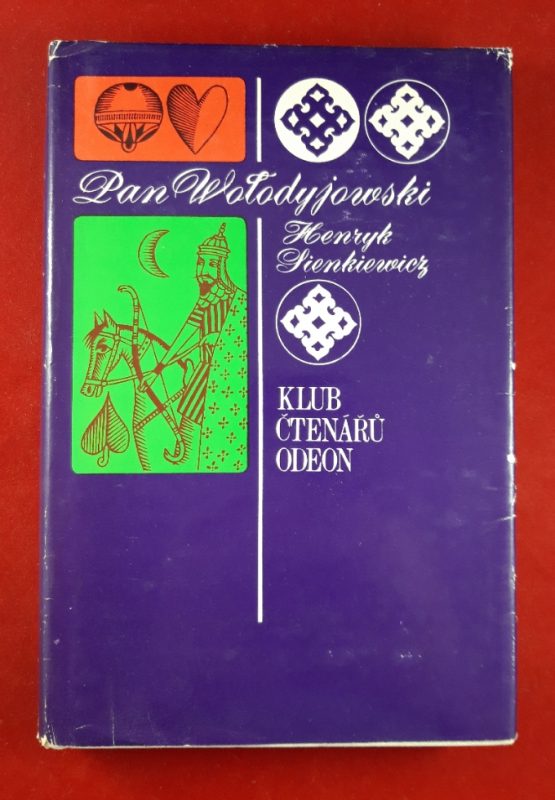 Pan Wołodyjowski
Henryk
Sienkiewicz
KLUB
ČTENÁŘŮ
ODEON